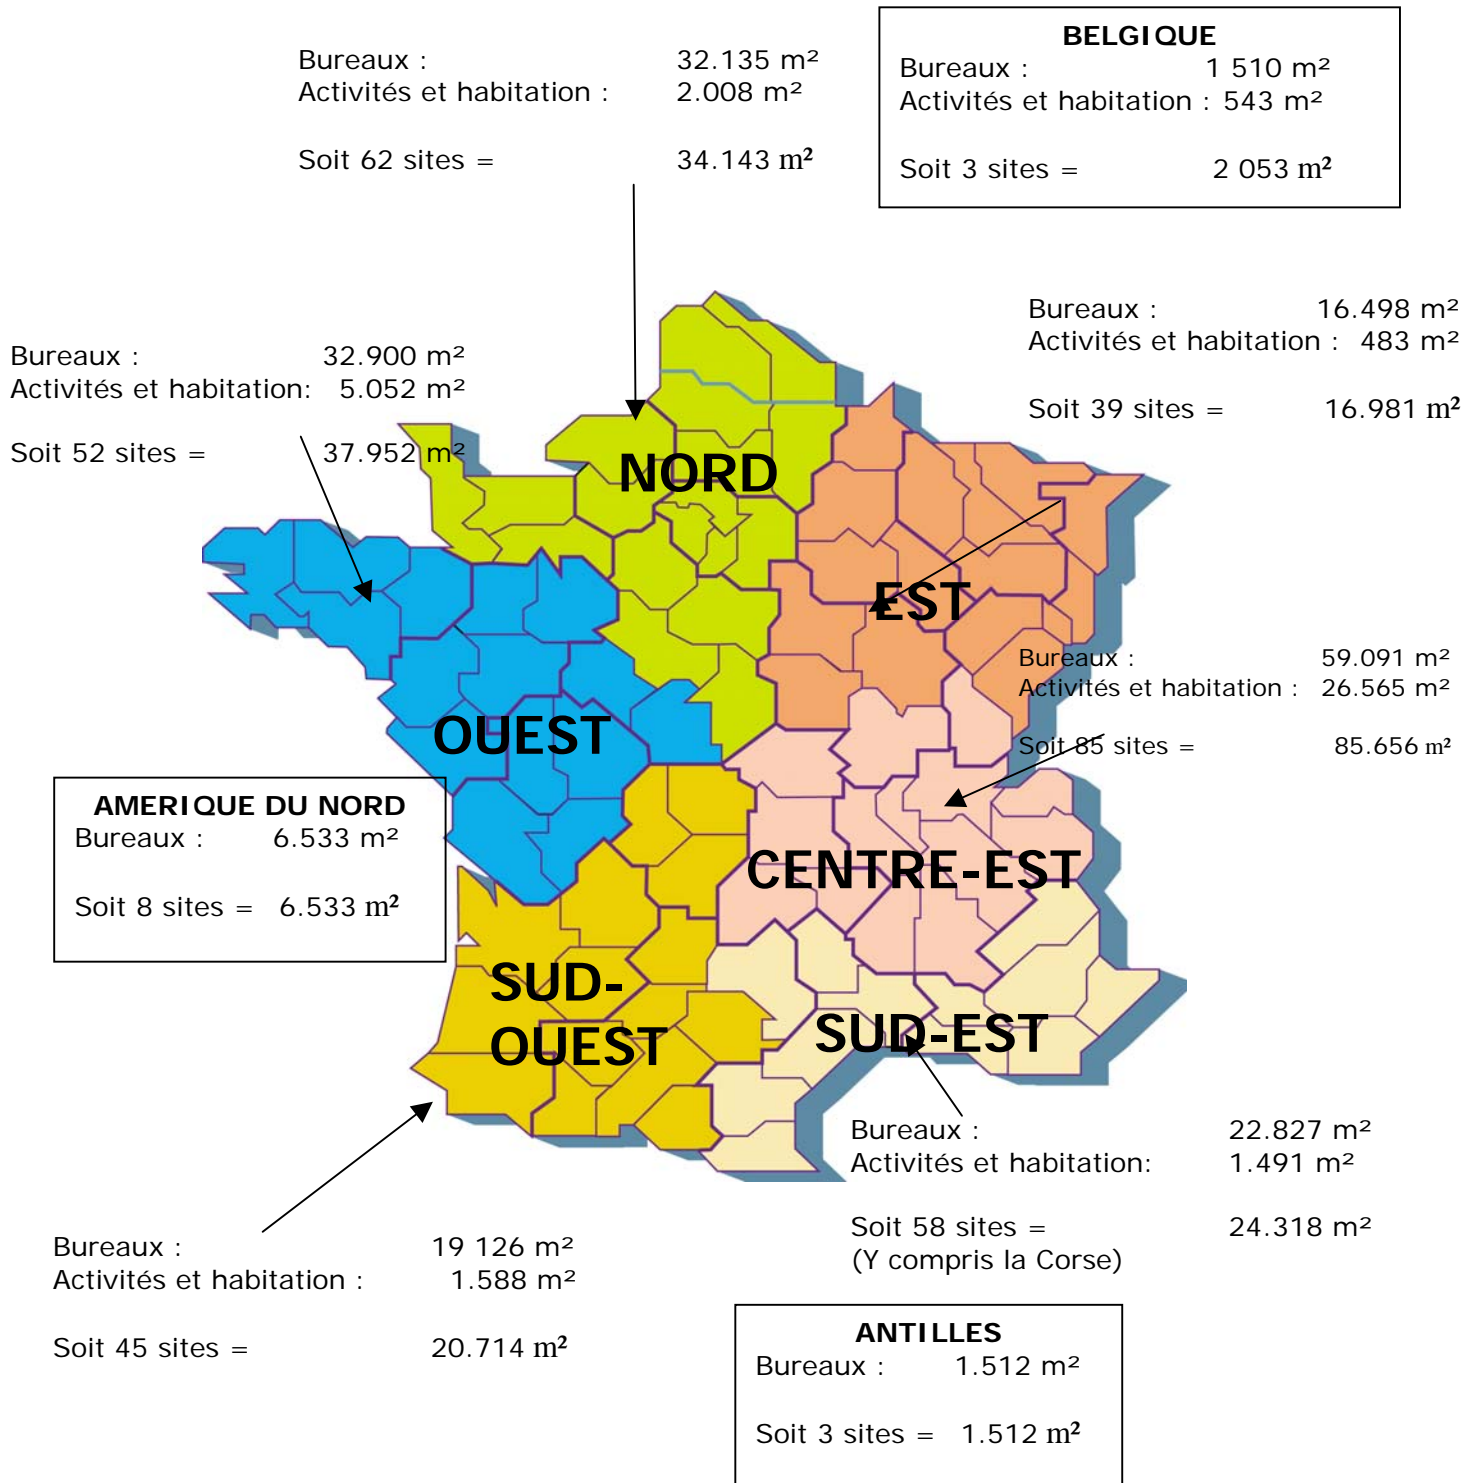 Bureaux : 32.135 m²
Activités et habitation : 2.008 m²
Soit 62 sites = 34.143 m²
BELGIQUE
Bureaux : 1 510 m²
Activités et habitation : 543 m²
Soit 3 sites = 2 053 m²
Bureaux : 16.498 m²
Activités et habitation : 483 m²
Soit 39 sites = 16.981 m²
Bureaux : 32.900 m²
Activités et habitation: 5.052 m²
Soit 52 sites = 37.952 m²
NORD
EST
Bureaux : 59.091 m²
Activités et habitation : 26.565 m²
Soit 85 sites = 85.656 m²
OUEST
AMERIQUE DU NORD
Bureaux : 6.533 m²
Soit 8 sites = 6.533 m²
CENTRE-EST
SUD-
OUEST
SUD-EST
Bureaux : 22.827 m²
Activités et habitation: 1.491 m²
Soit 58 sites = 24.318 m²
(Y compris la Corse)
Bureaux : 19 126 m²
Activités et habitation : 1.588 m²
Soit 45 sites = 20.714 m²
ANTILLES
Bureaux : 1.512 m²
Soit 3 sites = 1.512 m²